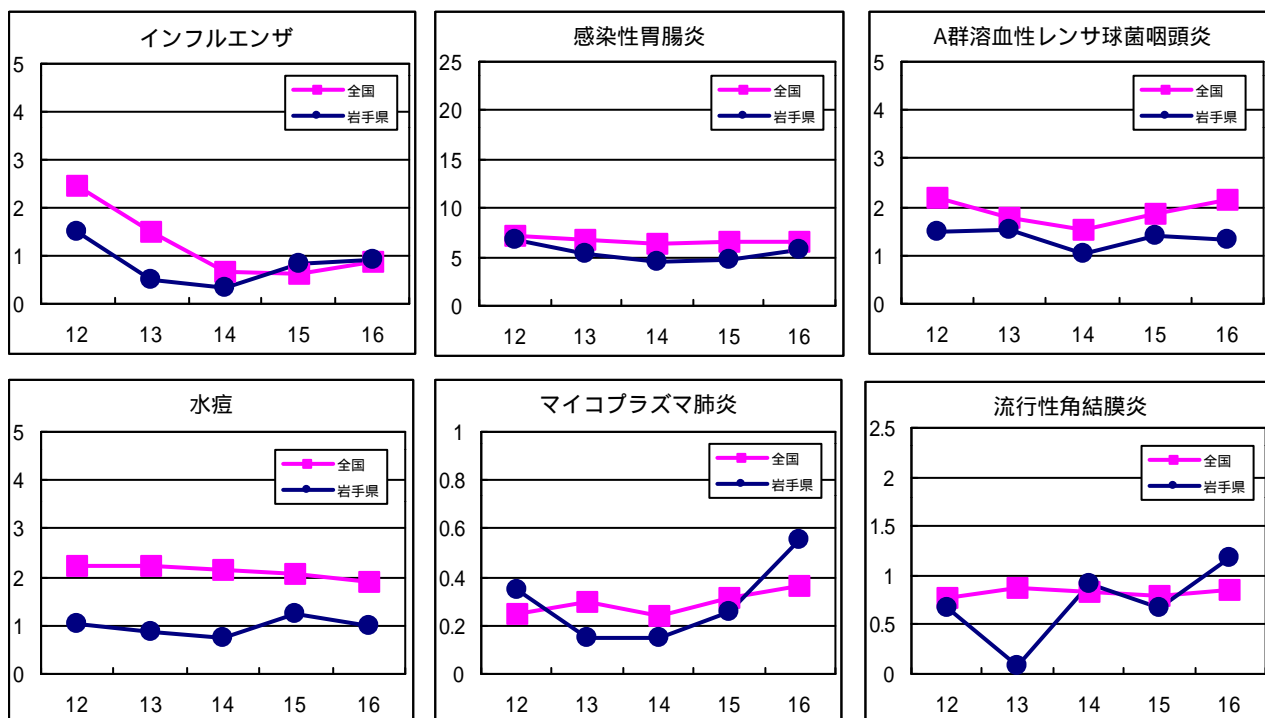 インフルエンザ
5
4
3
2
1
0
12 13 14 15 16
全国
岩手県
感染性胃腸炎
25
20
15
10
5
0
12 13 14 15 16
全国
岩手県
A群溶血性レンサ球菌咽頭炎
5
4
3
2
1
0
12 13 14 15 16
全国
岩手県
水痘
5
4
3
2
1
0
12 13 14 15 16
全国
岩手県
マイコプラズマ肺炎
1
0.8
0.6
0.4
0.2
0
12 13 14 15 16
全国
岩手県
流行性角結膜炎
2.5
2
1.5
1
0.5
0
12 13 14 15 16
全国
岩手県